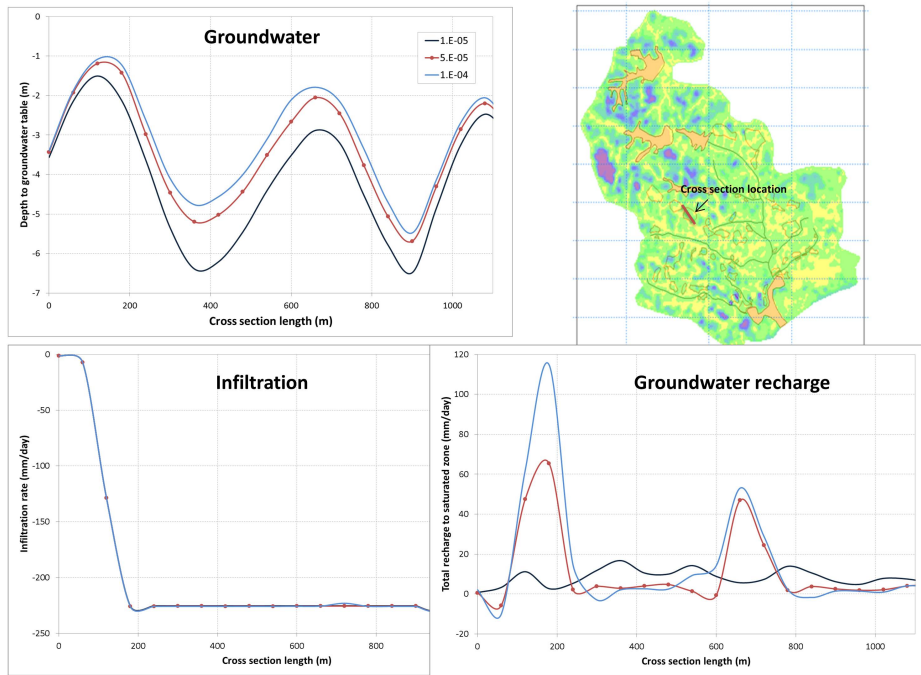 Groundwater
0
-1
-2
-3
-4
-5
-6
-7
Depth to groundwater table (m)
1.E-05
5.E-05
1.E-04
0 200 400 600 800 1000
Cross section length (m)
Cross section location
Infiltration
0
-50
-100
-150
-200
-250
Infiltration rate (mm/day)
0 200 400 600 800
Cross section length (m)
Groundwater recharge
120
100
80
60
40
20
0
-20
Total recharge to saturated zone (mm/day)
0 200 400 600 800 1000
Cross section length (m)